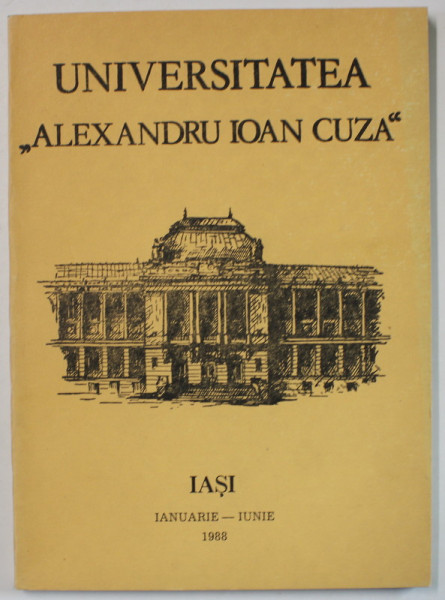 UNIVERSITATEA
„ALEXANDRU IOAN CUZA“
IAȘI
IANUARIE — IUNIE
1988